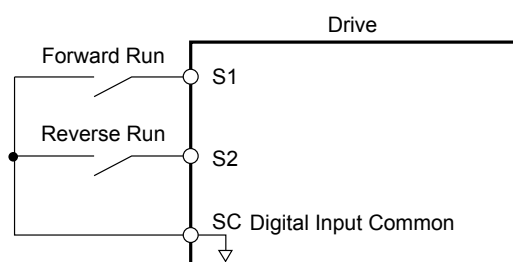 Drive
Forward Run
S1
Reverse Run
S2
SC Digital Input Common